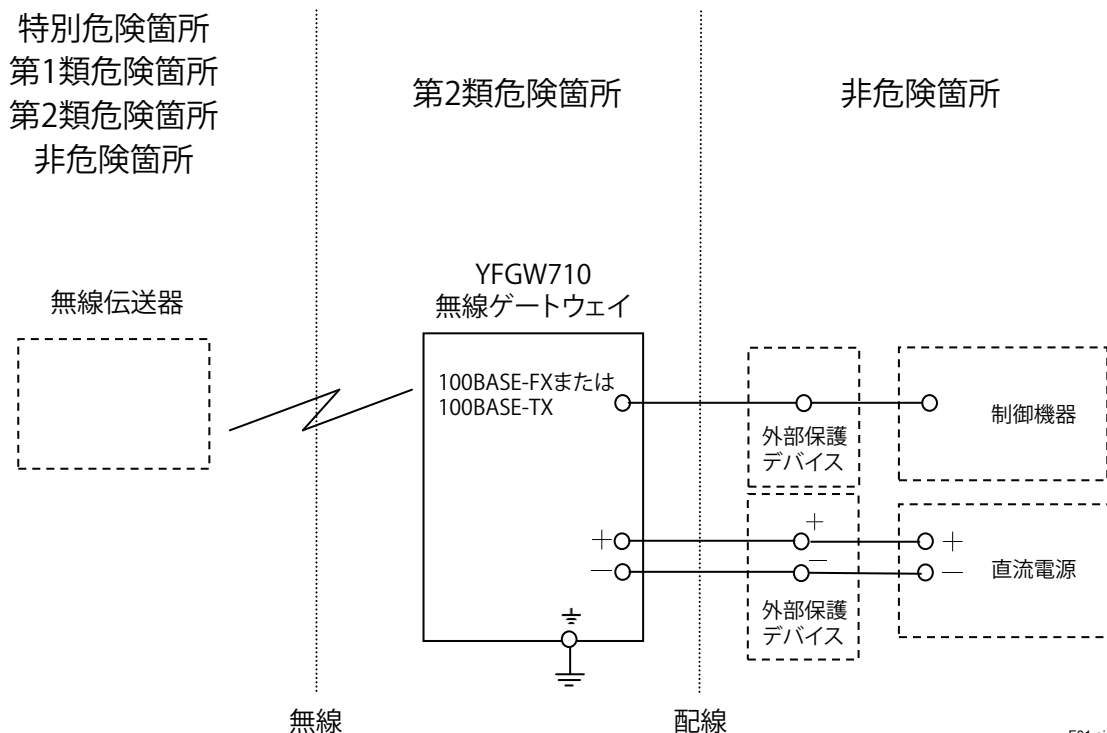 特別危険箇所
第1類危険箇所
第2類危険箇所
非危険箇所
第2類危険箇所
非危険箇所
無線伝送器
YFGW710
無線ゲートウェイ
100BASE-FXまたは
100BASE-TX
外部保護
デバイス
制御機器
+
−
+
−
+
−
外部保護
デバイス
直流電源
無線
配線